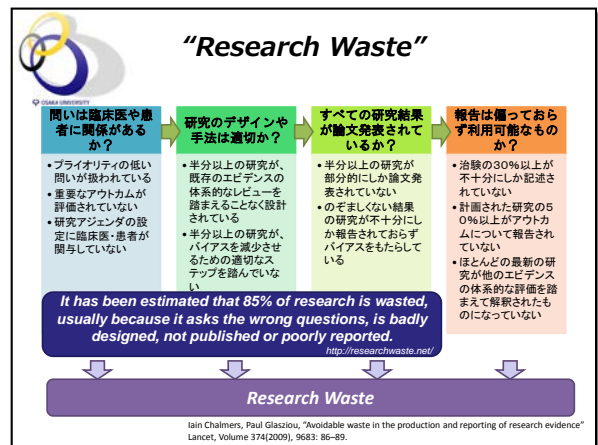 "Research Waste"
OSAKA UNIVERSITY
問いは臨床医や患
者に関係がある
か？
• プライオリティの低い
問いが扱われている
• 重要なアウトカムが
評価されていない
• 研究アジェンダの設
定に臨床医・患者が
関与していない
研究のデザインや
手法は適切か？
• 半分以上の研究が、
既存のエビデンスの
体系的なレビューを
踏まえることなく設計
されている
• 半分以上の研究が、
バイアスを減少させ
るための適切なス
テップを踏んでいな
い
すべての研究結果
が論文発表されて
いるか？
• 半分以上の研究が
部分的にしか論文発
表されていない
• のぞましくない結果
の研究が不十分にし
か報告されておらず
バイアスをもたらして
いる
報告は偏っておら
ず利用可能なもの
か？
• 治験の30％以上が
不十分にしか記述さ
れていない
• 計画された研究の5
0％以上がアウトカ
ムについて報告され
ていない
• ほとんどの最新の研
究が他のエビデンス
の体系的な評価を踏
まえて解釈されたも
のになっていない
It has been estimated that 85% of research is wasted,
usually because it asks the wrong questions, is badly
designed, not published or poorly reported.
http://researchwaste.net/
Research Waste
Iain Chalmers, Paul Glasziou, "Avoidable waste in the production and reporting of research evidence"
Lancet, Volume 374(2009), 9683: 86–89.